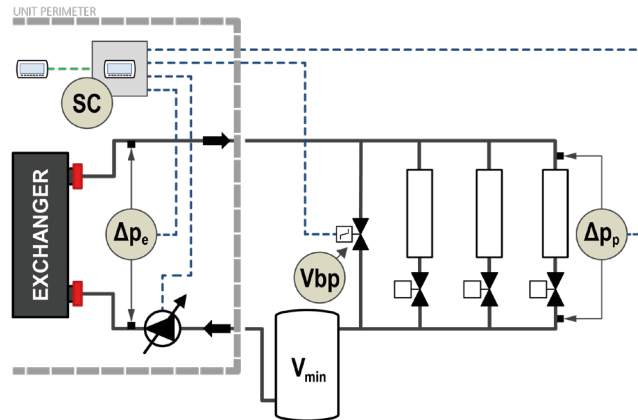 UNIT PERIMETER
SC
EXCHANGER
Δpₑ
Vbp
Δpₚ
Vₘᵢₙ